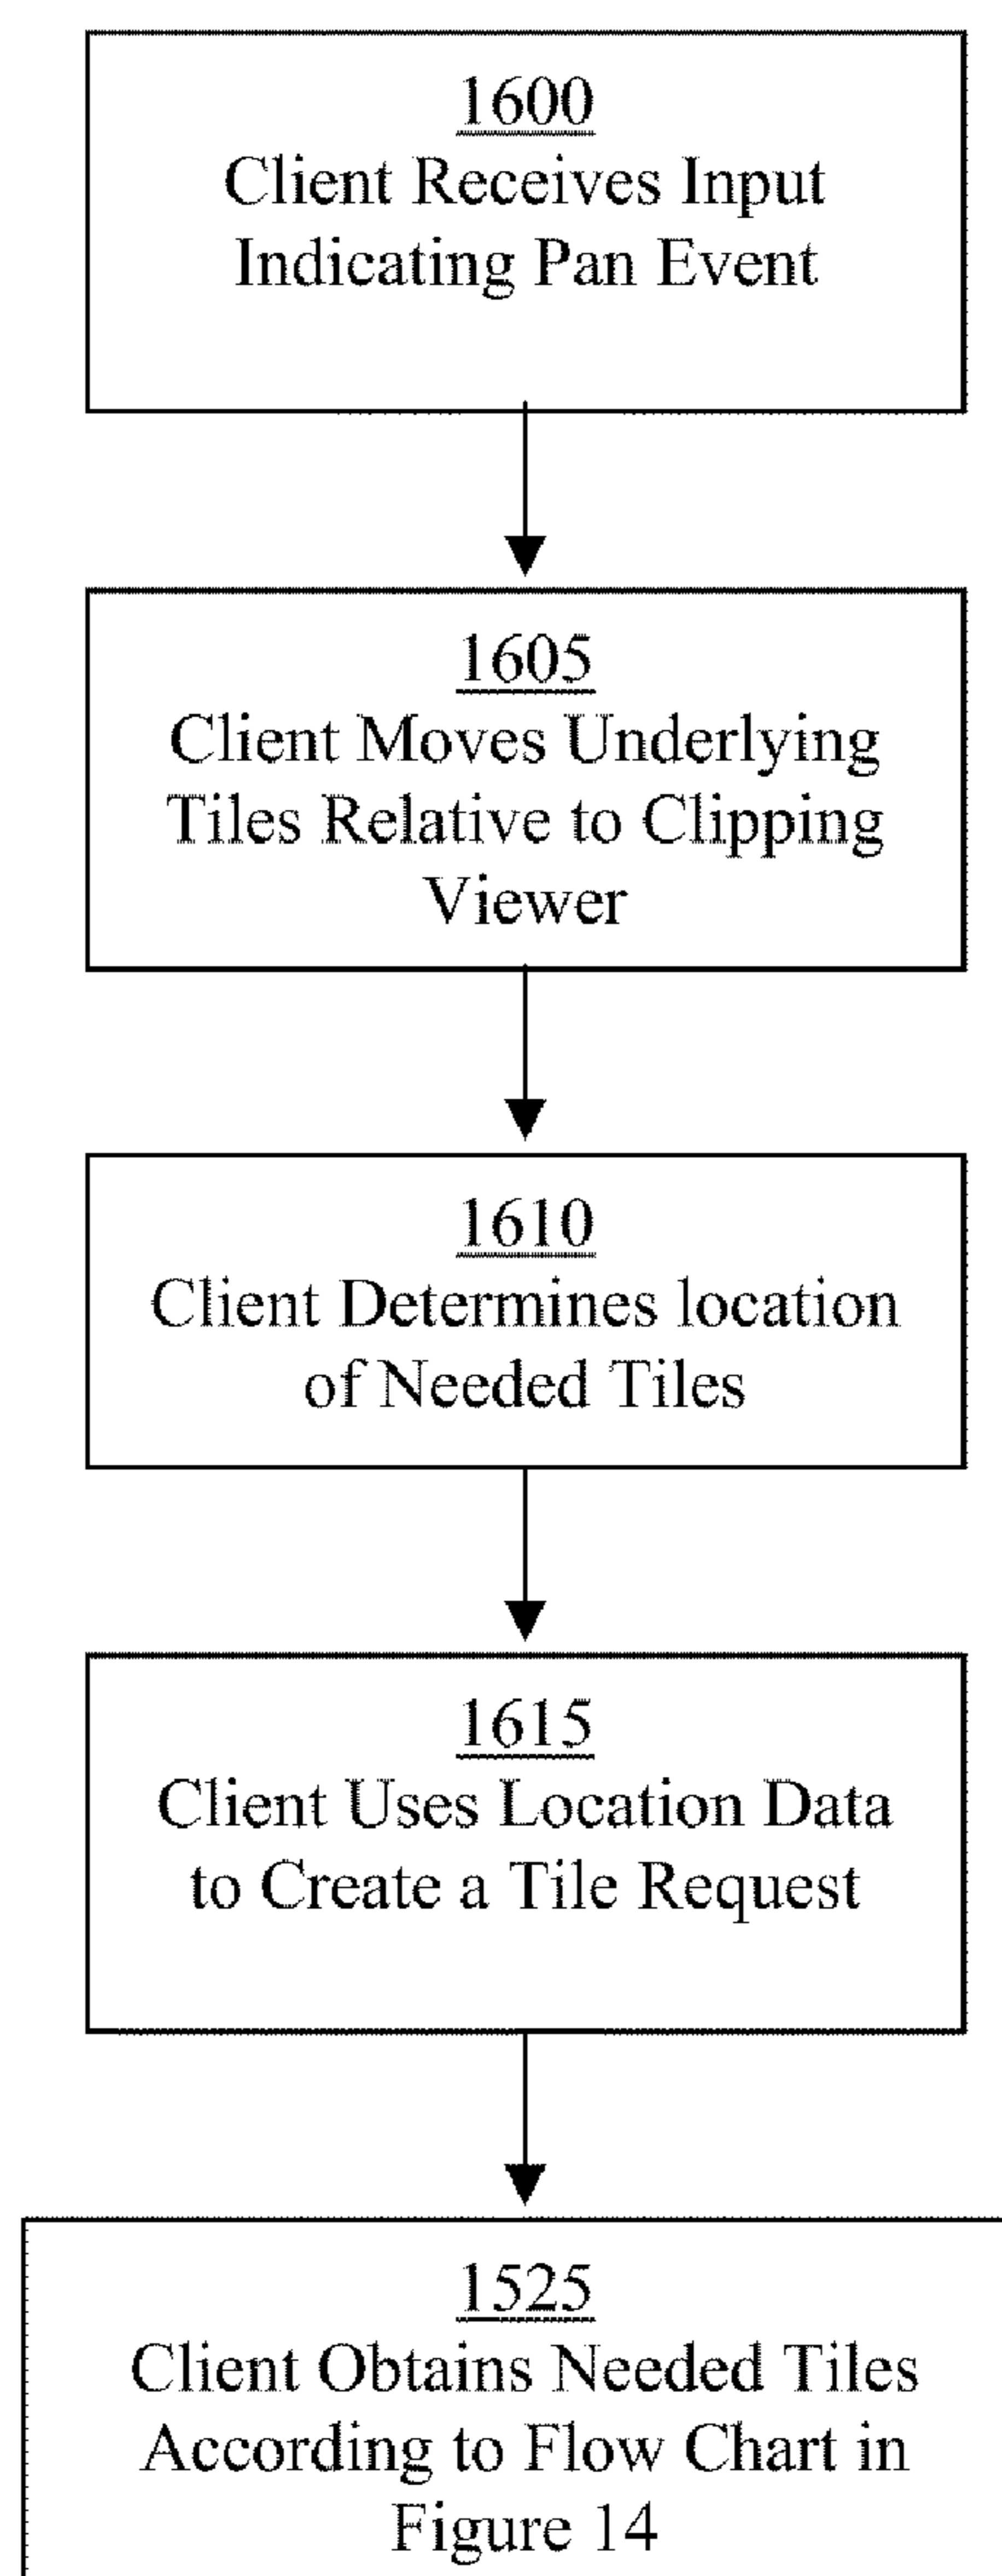 1600
Client Receives Input
Indicating Pan Event
1605
Client Moves Underlying
Tiles Relative to Clipping
Viewer
1610
Client Determines location
of Needed Tiles
1615
Client Uses Location Data
to Create a Tile Request
1525
Client Obtains Needed Tiles
According to Flow Chart in
Figure 14